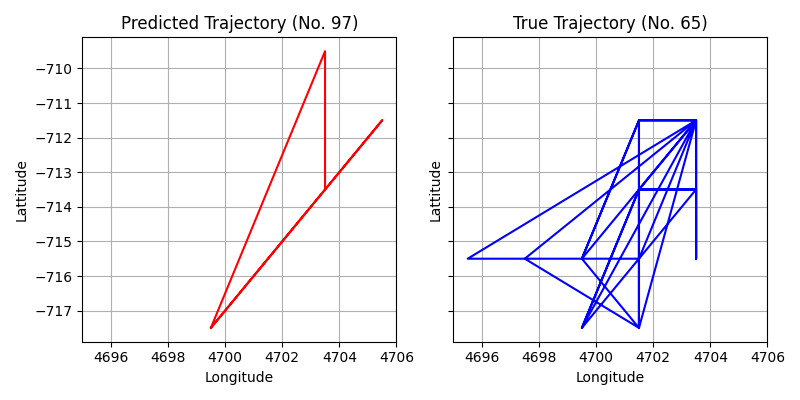 Predicted Trajectory (No. 97)
True Trajectory (No. 65)
Lattitude
−710
−711
−712
−713
−714
−715
−716
−717
4696 4698 4700 4702 4704 4706
Longitude
Lattitude
4696 4698 4700 4702 4704 4706
Longitude